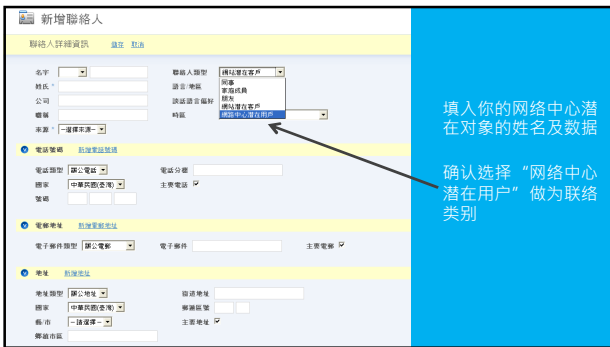 新增聯絡人
聯絡人詳細資訊 儲存 取消
名字 聯絡人類型 網站潛在客戶
同事
姓氏 * 語言/地區 家庭成員
朋友
公司 談話語言偏好 網站潛在客戶
暱稱 時區 網路中心潛在用戶
來源 * --選擇來源--
電話號碼 新增電話號碼
電話類型 辦公電話 電話分機
國家 中華民國(臺灣) 主要電話
號碼
電郵地址 新增電郵地址
電子郵件類型 辦公電郵 電子郵件 主要電郵
地址 新增地址
地址類型 辦公地址 街道地址
國家 中華民國(臺灣) 郵遞區號
縣/市 --請選擇-- 主要地址
鄉鎮市區
填入你的网络中心潜
在对象的姓名及数据
确认选择“网络中心
潜在用户”做为联络
类别